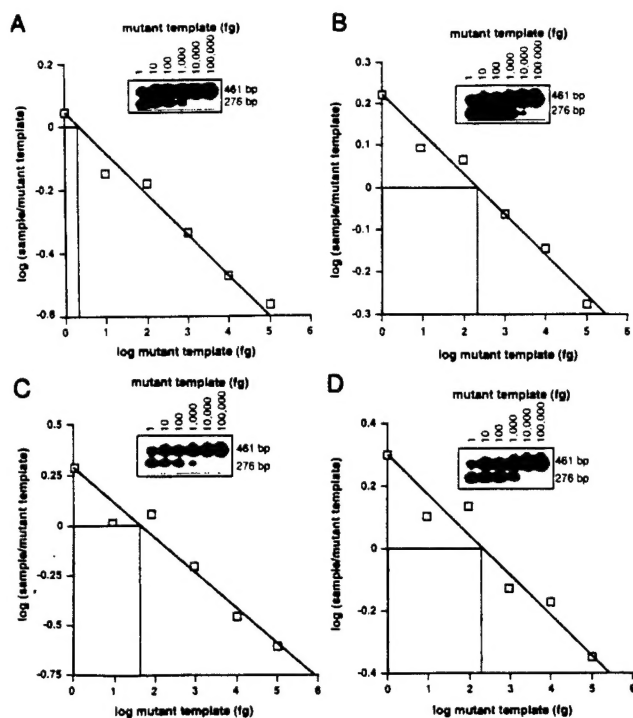 A
mutant template (fg)
1
10
100
1.000
10.000
100.000
461 bp
276 bp
0.2
0
-0.2
-0.4
-0.6
log (sample/mutant template)
0 1 2 3 4 5 6
log mutant template (fg)
B
mutant template (fg)
1
10
100
1.000
10.000
100.000
461 bp
276 bp
0.3
0.2
0.1
0
-0.1
-0.2
-0.3
log (sample/mutant template)
0 1 2 3 4 5 6
log mutant template (fg)
C
mutant template (fg)
1
10
100
1,000
10,000
100,000
461 bp
276 bp
0.5
0.25
0
-0.25
-0.5
-0.75
log (sample/mutant template)
0 1 2 3 4 5 6
log mutant template (fg)
D
mutant template (fg)
1
10
100
1.000
10.000
100.000
461 bp
276 bp
0.4
0.2
0
-0.2
-0.4
log (sample/mutant template)
0 1 2 3 4 5 6
log mutant template (fg)